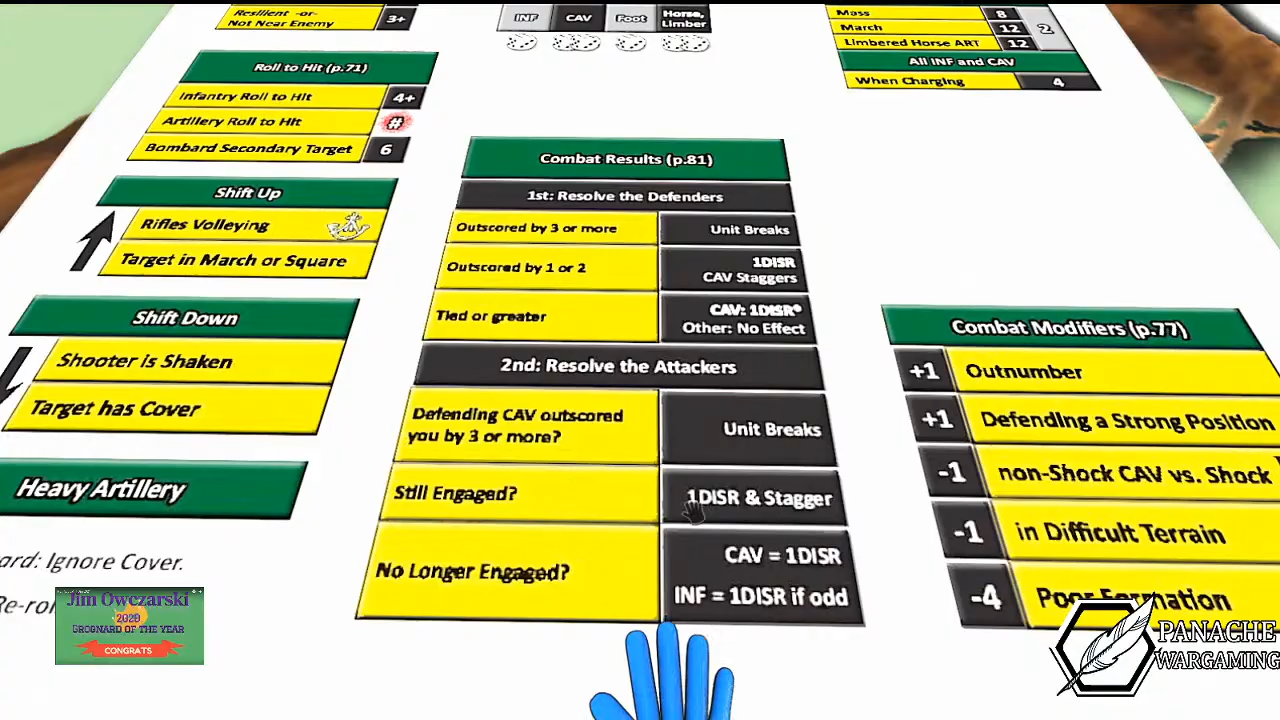 Resilient -or-
Not Near Enemy
3+
INF
CAV
Foot
Horse,
Limber
Mass
8
March
12
2
Limbered Horse ART
12
All INF and CAV
When Charging
4
Roll to Hit (p.71)
Infantry Roll to Hit
4+
Artillery Roll to Hit
#
Bombard Secondary Target
6
Shift Up
Rifles Volleying
Target in March or Square
Shift Down
Shooter is Shaken
Target has Cover
Heavy Artillery
ard: Ignore Cover.
Re-ro
Combat Results (p.81)
1st: Resolve the Defenders
Outscored by 3 or more
Unit Breaks
Outscored by 1 or 2
1DISR
CAV Staggers
Tied or greater
CAV: 1DISR*
Other: No Effect
2nd: Resolve the Attackers
Defending CAV outscored
you by 3 or more?
Unit Breaks
Still Engaged?
1DISR & Stagger
No Longer Engaged?
CAV = 1DISR
INF = 1DISR if odd
Combat Modifiers (p.77)
+1 Outnumber
+1 Defending a Strong Position
-1 non-Shock CAV vs. Shock
-1 in Difficult Terrain
-4 Poor Formation
Jim Owczarski
2020
GROGNARD OF THE YEAR
CONGRATS
PANACHE
WARGAMING